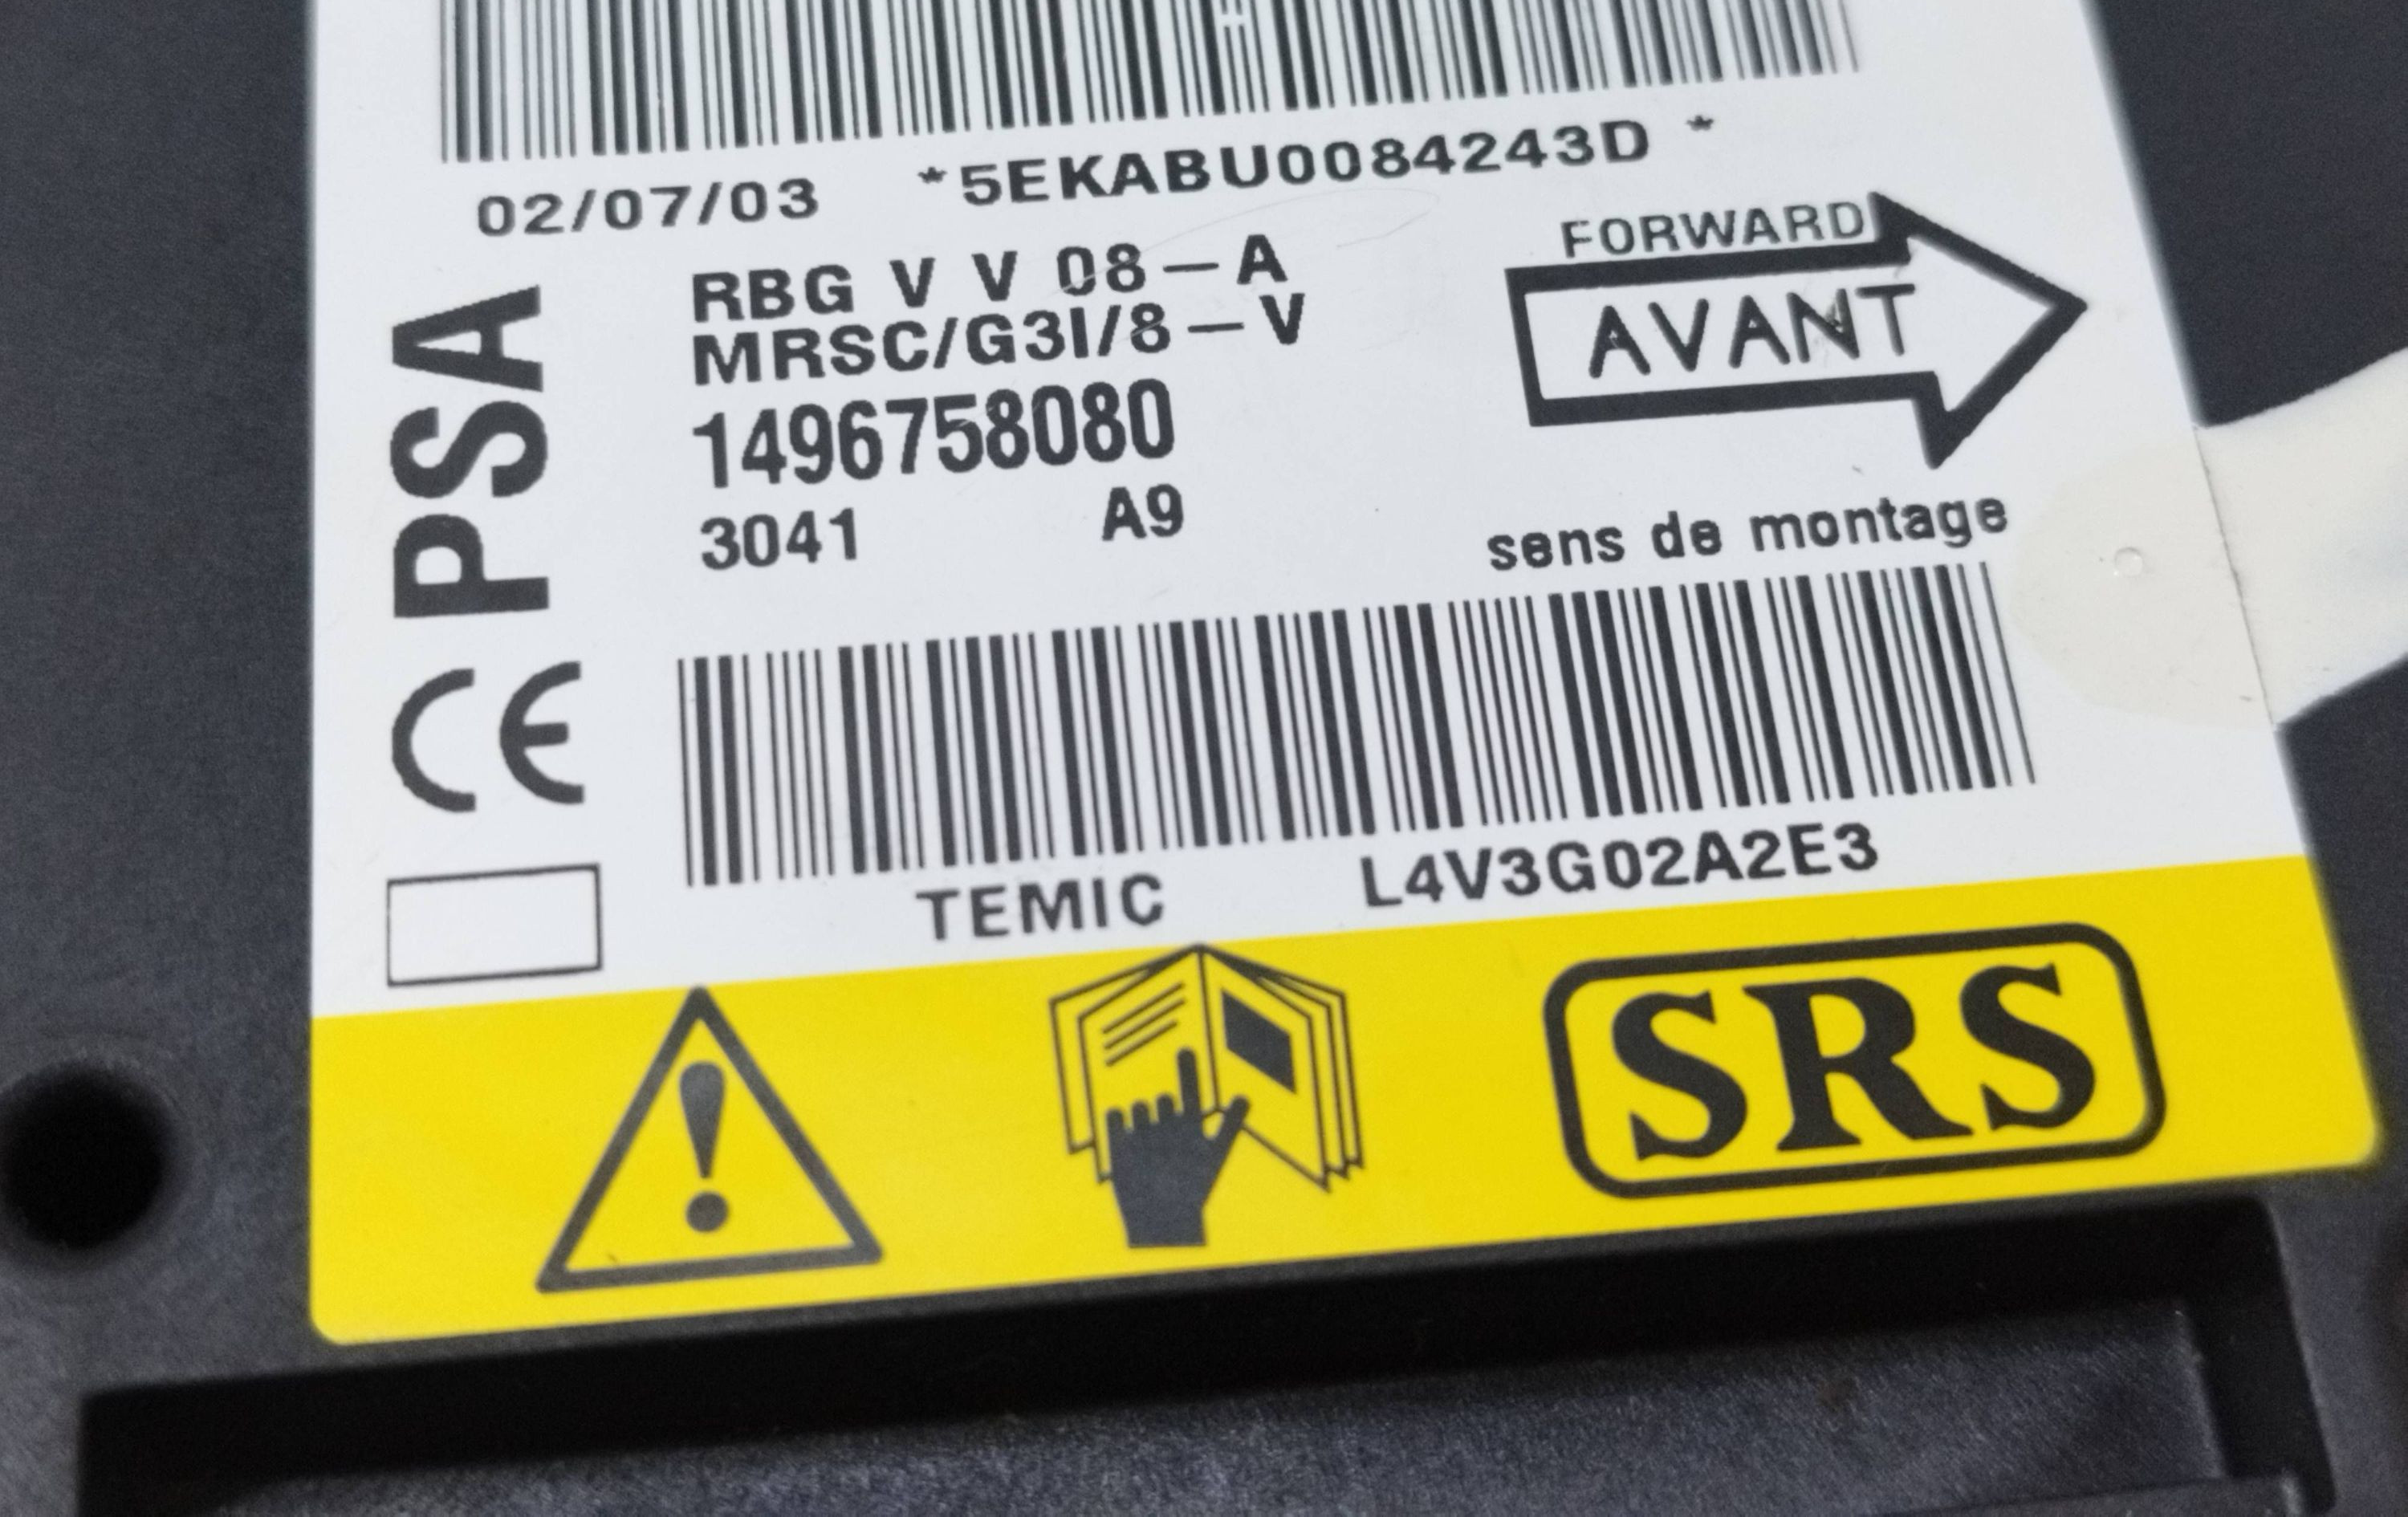 02/07/03 *5EKABU0084243D *
RBG V V 08-A
MRSC/G3I/8-V
1496758080
3041 A9
PSA
CE
FORWARD
AVANT
sens de montage
TEMIC L4V3G02A2E3
SRS